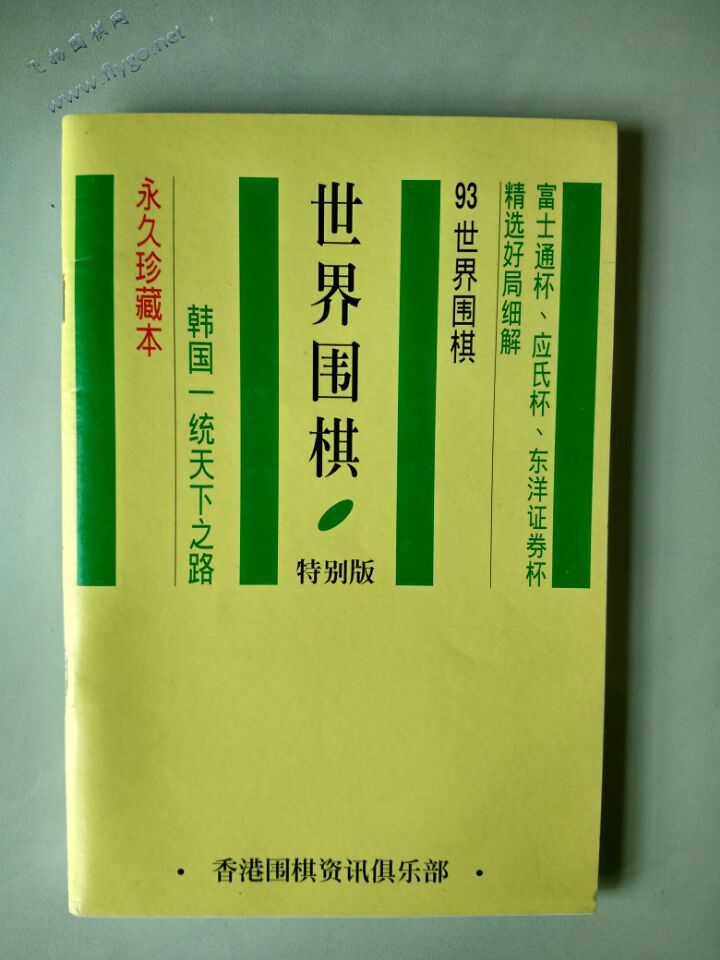 飞扬围棋网
www.flygo.net
富士通杯、应氏杯、东洋证券杯
精选好局细解
93世界围棋
世界围棋
特别版
韩国一统天下之路
永久珍藏本
·香港围棋资讯俱乐部·